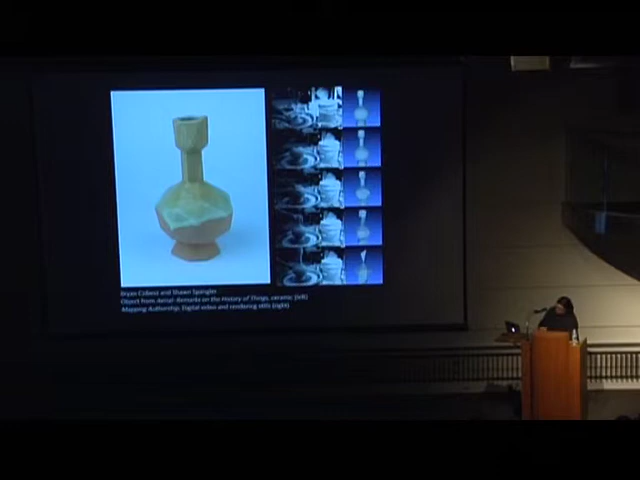 Bryan Czibesz and Shawn Spangler
Object from Aerial: Remarks on the History of Things, ceramic (left)
Mapping Authorship, Digital video and rendering stills (right)